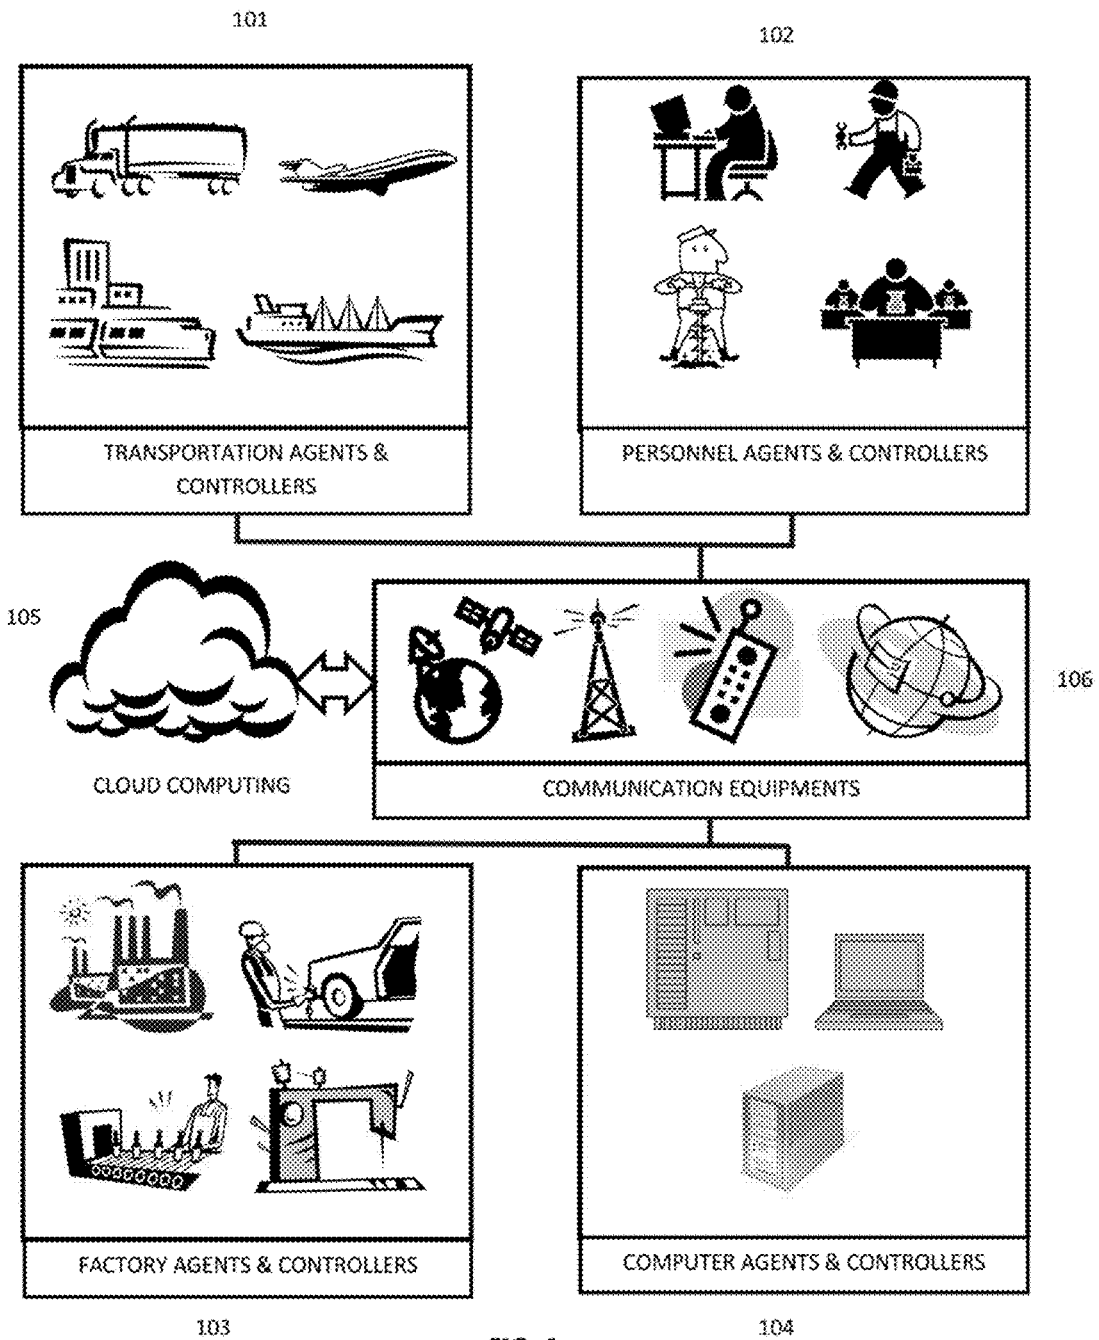 101
102
TRANSPORTATION AGENTS &
CONTROLLERS
PERSONNEL AGENTS & CONTROLLERS
105
106
CLOUD COMPUTING
COMMUNICATION EQUIPMENTS
FACTORY AGENTS & CONTROLLERS
COMPUTER AGENTS & CONTROLLERS
103
104